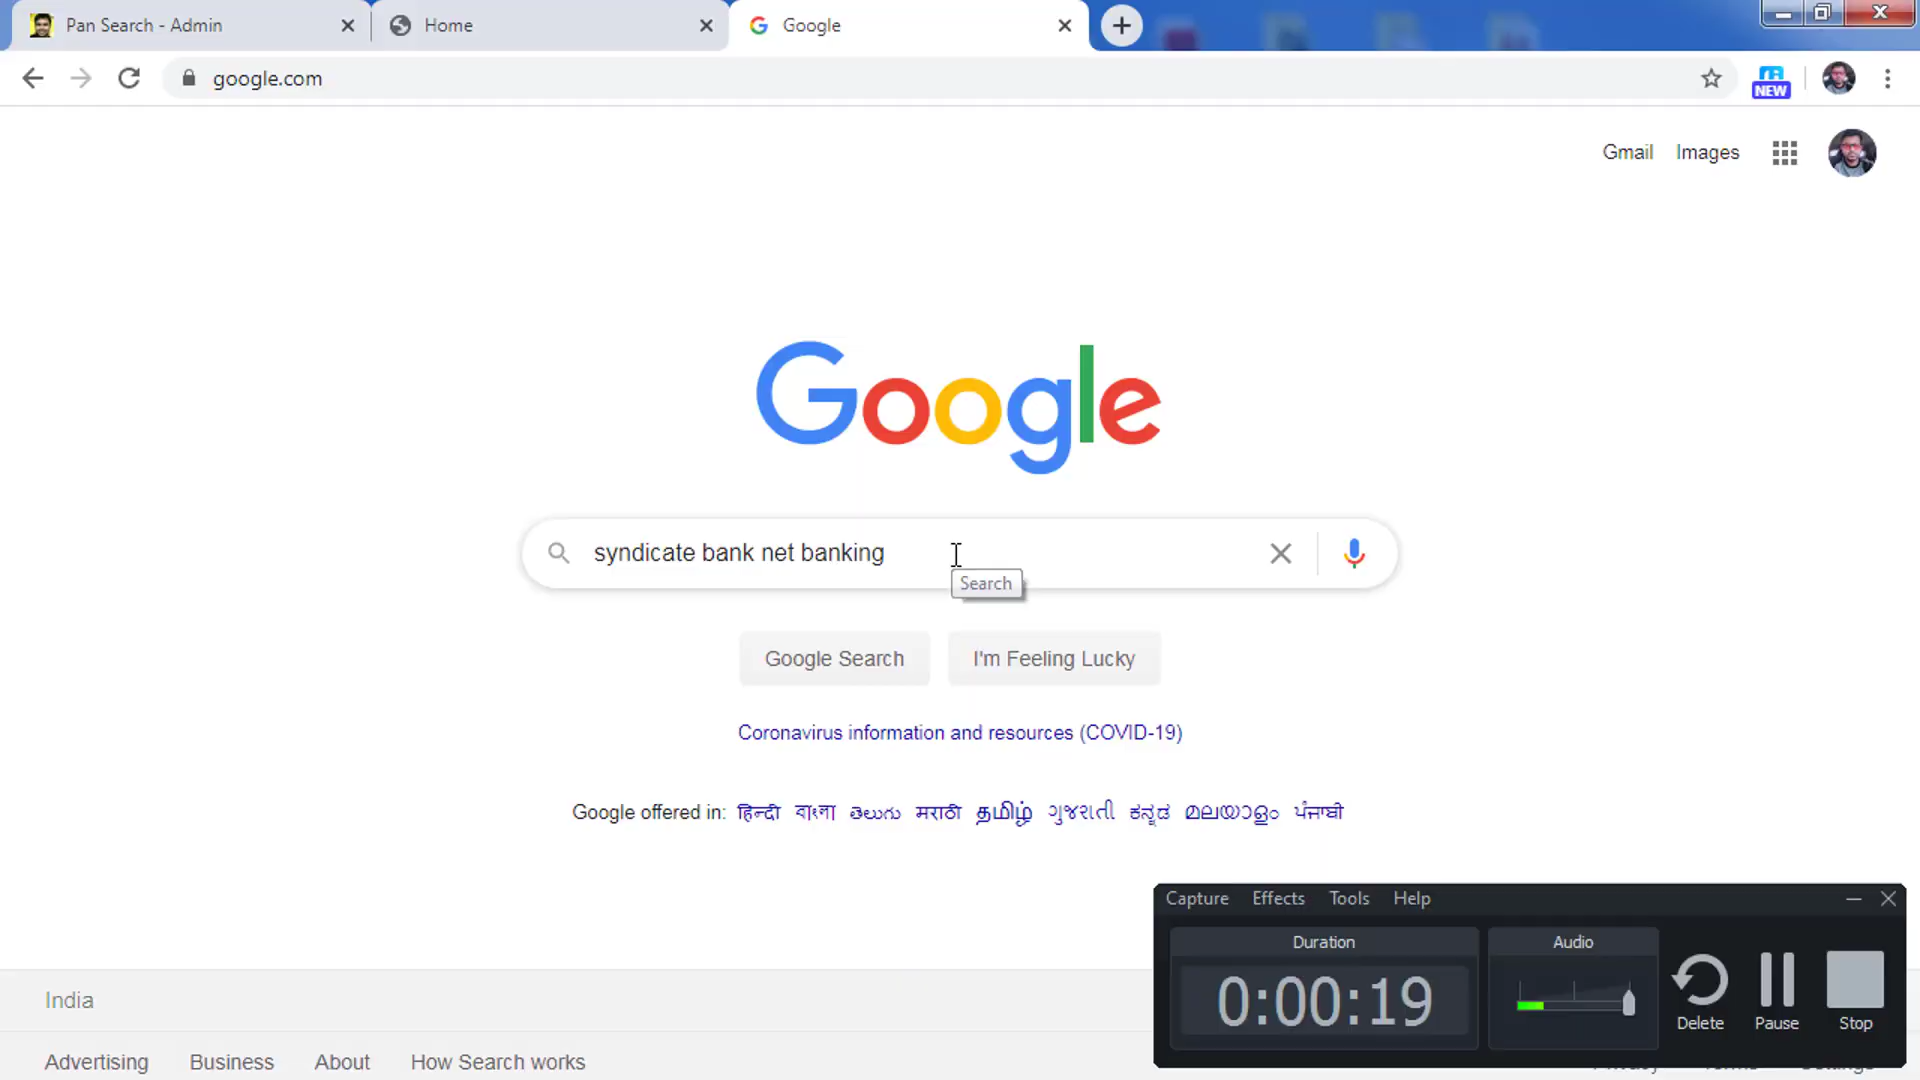 Pan Search - Admin
Home
Google
google.com
NEW
Gmail Images
Google
syndicate bank net banking
Search
Google Search I'm Feeling Lucky
Coronavirus information and resources (COVID-19)
Google offered in: हिन्दी বাংলা తెలుగు मराठी தமிழ் ગુજરાતી ಕನ್ನಡ മലയാളം ਪੰਜਾਬੀ
Capture Effects Tools Help
Duration Audio
0:00:19
Delete Pause Stop
India
Advertising Business About How Search works